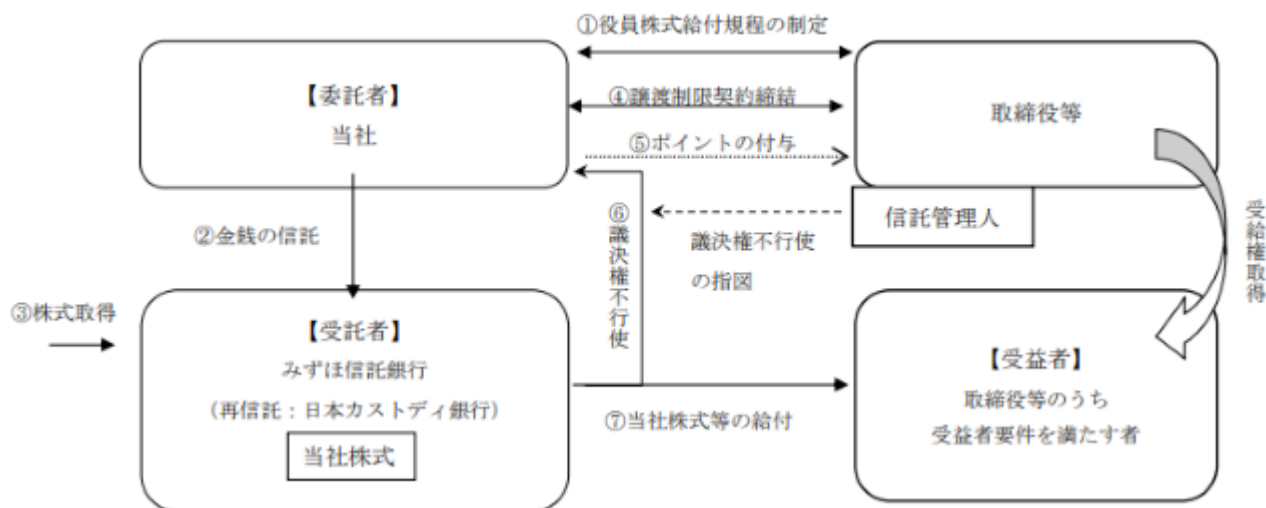 ①役員株式給付規程の制定
【委託者】
当社
④譲渡制限契約締結
取締役等
⑤ポイントの付与
信託管理人
②金銭の信託
⑥議決権不行使
議決権不行使
の指図
受給権取得
③株式取得
【受託者】
みずほ信託銀行
(再信託：日本カストディ銀行)
当社株式
⑦当社株式等の給付
【受益者】
取締役等のうち
受益者要件を満たす者